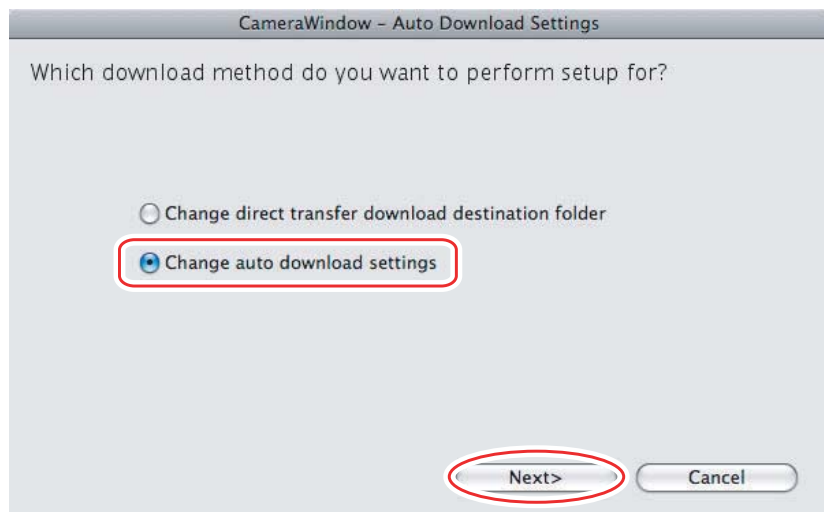 CameraWindow – Auto Download Settings
Which download method do you want to perform setup for?
Change direct transfer download destination folder
Change auto download settings
Next> Cancel